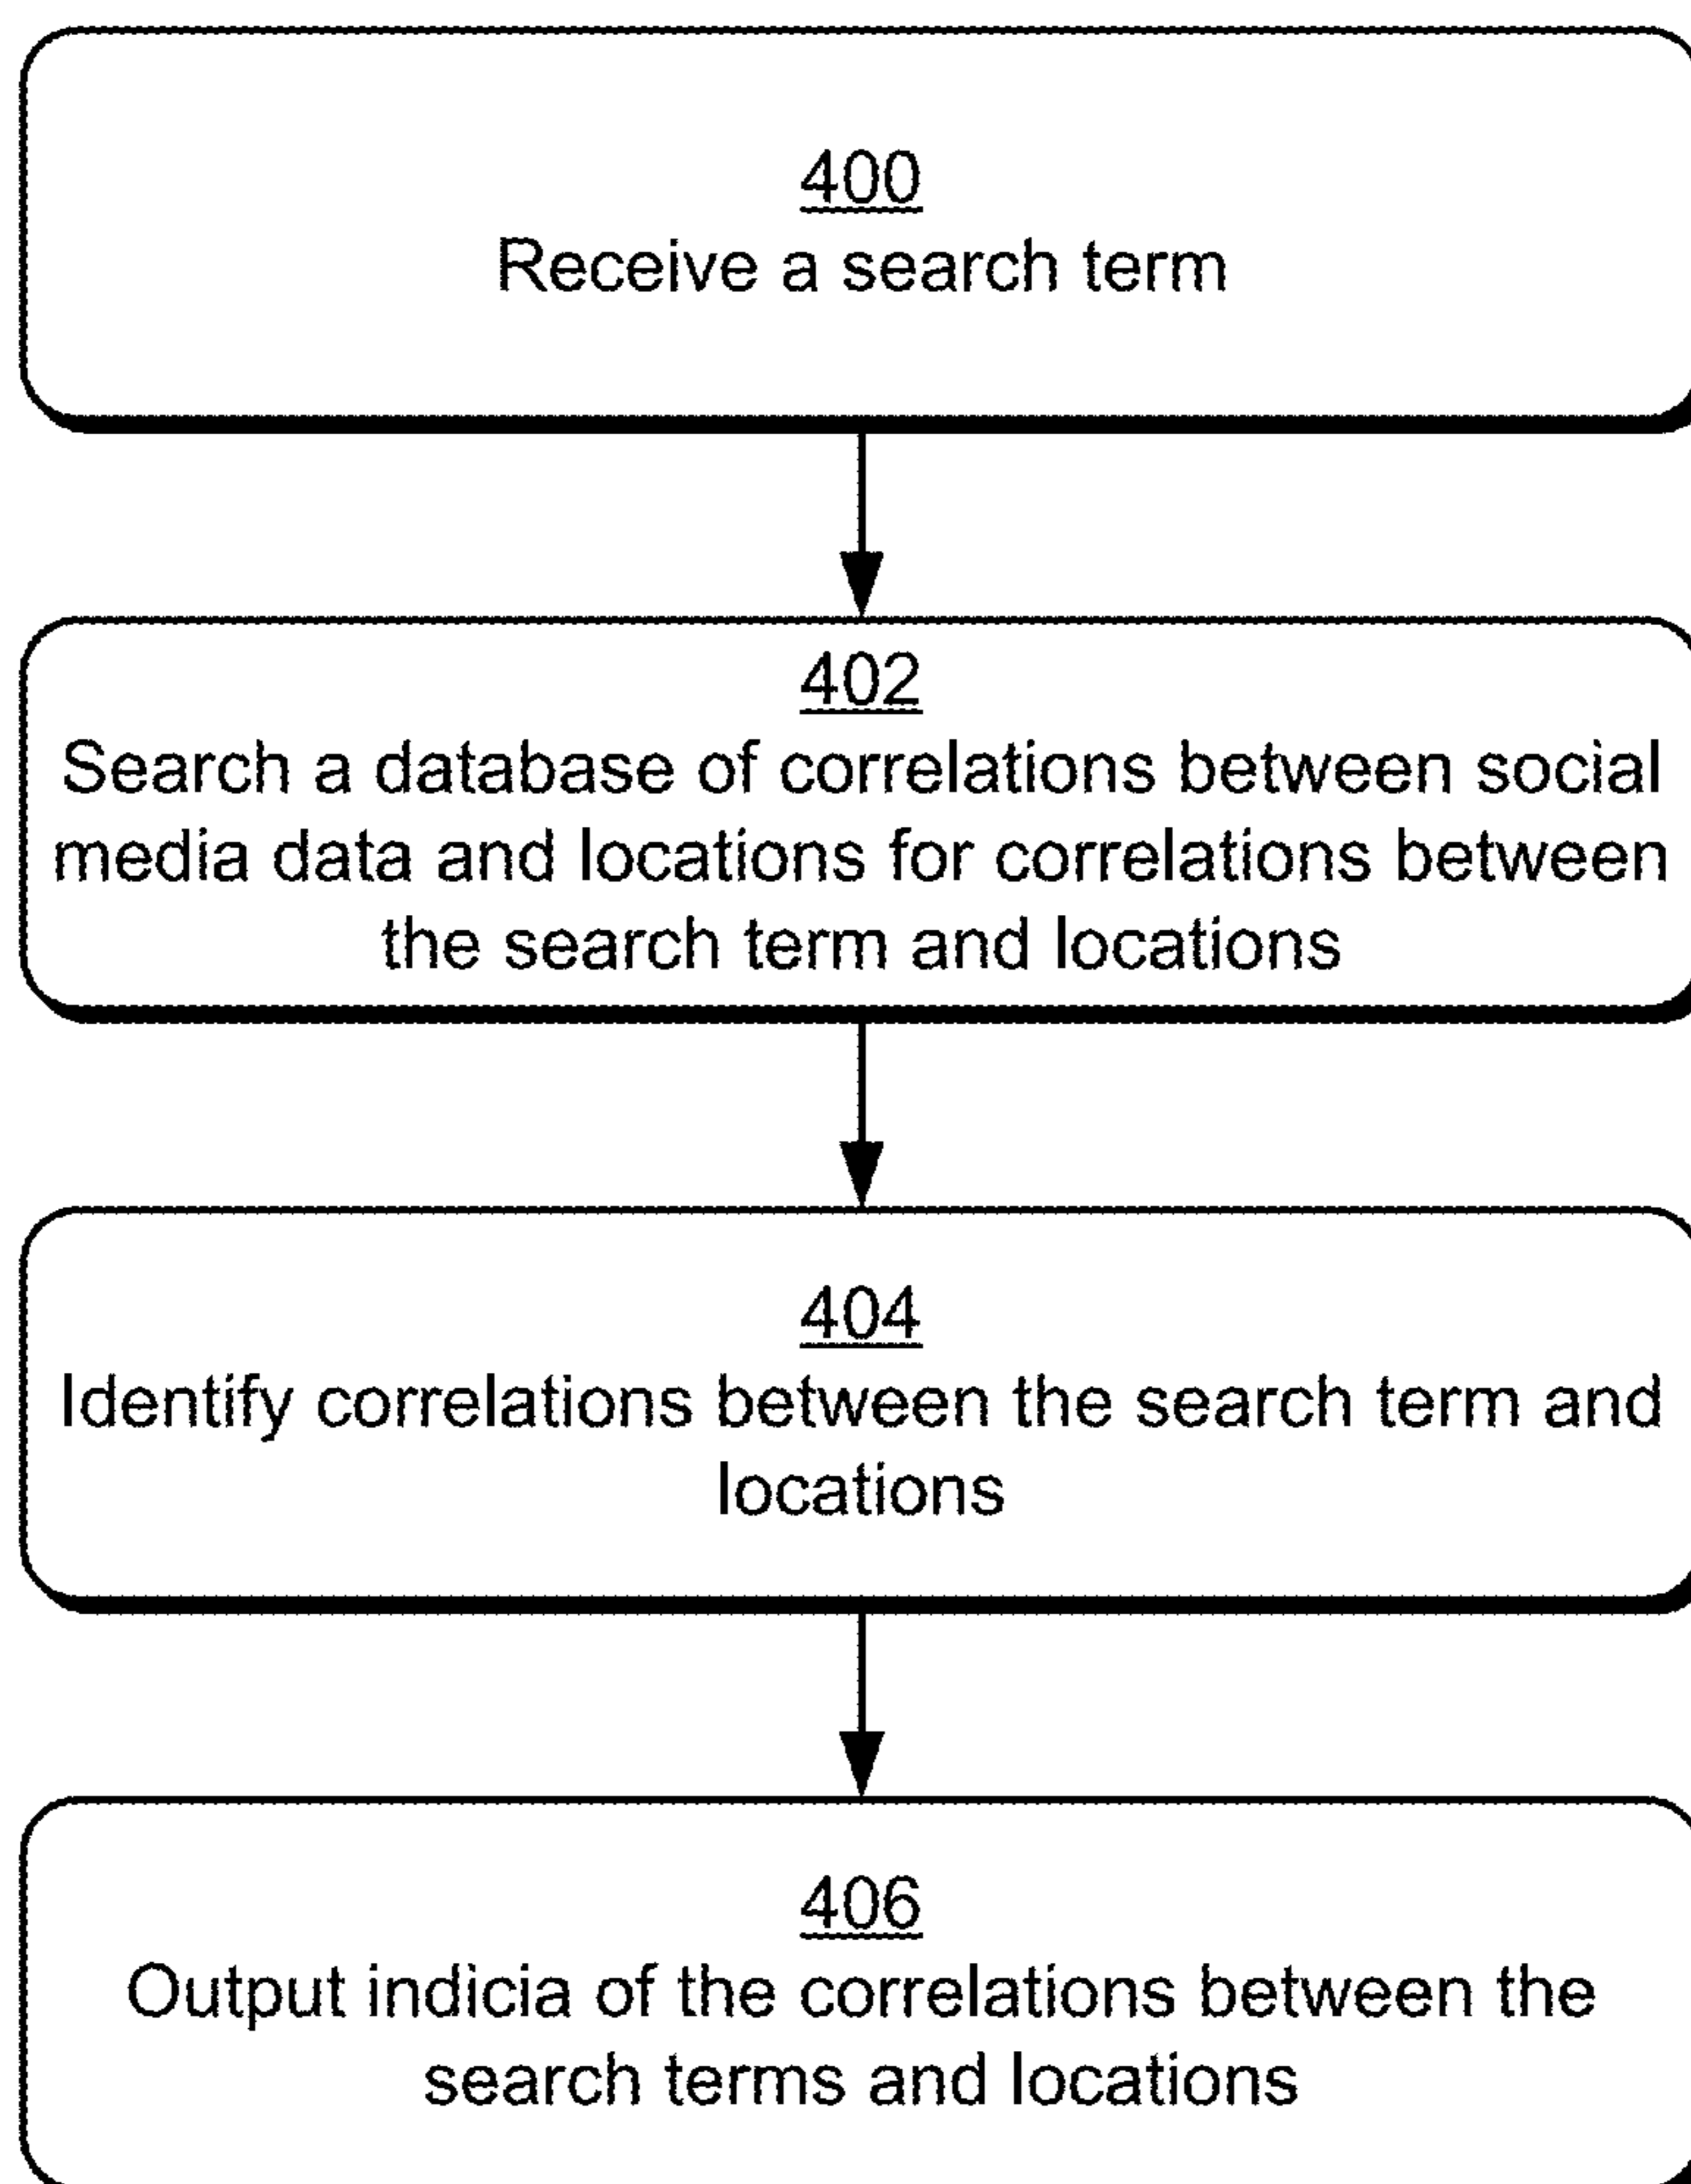 400
Receive a search term
402
Search a database of correlations between social
media data and locations for correlations between
the search term and locations
404
Identify correlations between the search term and
locations
406
Output indicia of the correlations between the
search terms and locations